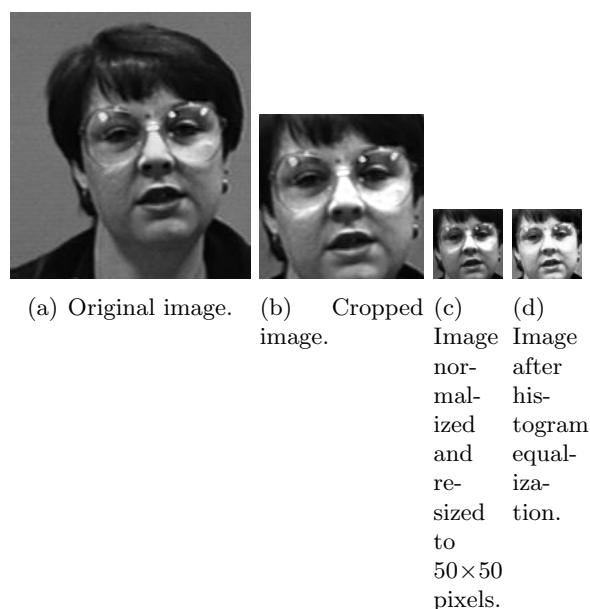 (a) Original image.
(b) Cropped
image.
(c)
Image
nor-
mal-
ized
and
re-
sized
to
50×50
pixels.
(d)
Image
after
his-
togram
equal-
iza-
tion.